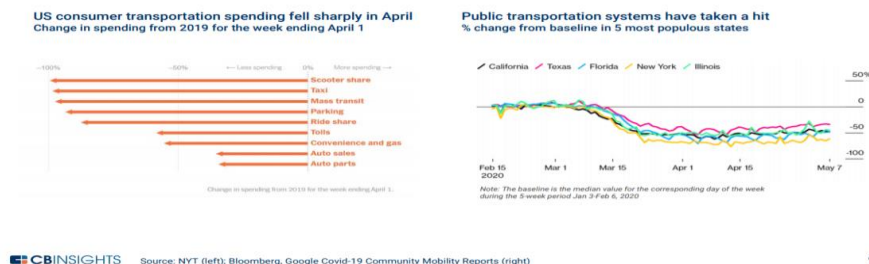 US consumer transportation spending fell sharply in April
Change in spending from 2019 for the week ending April 1
-100% -50% ← Less spending 0% More spending →
Scooter share
Taxi
Mass transit
Parking
Ride share
Tolls
Convenience and gas
Auto sales
Auto parts
Change in spending from 2019 for the week ending April 1.
Public transportation systems have taken a hit
% change from baseline in 5 most populous states
California Texas Florida New York Illinois
50%
0
-50
-100
Feb 15 Mar 1 Mar 15 Apr 1 Apr 15 May 7
2020
Note: The baseline is the median value for the corresponding day of the week
during the 5-week period Jan 3-Feb 6, 2020
CBINSIGHTS Source: NYT (left); Bloomberg, Google Covid-19 Community Mobility Reports (right)